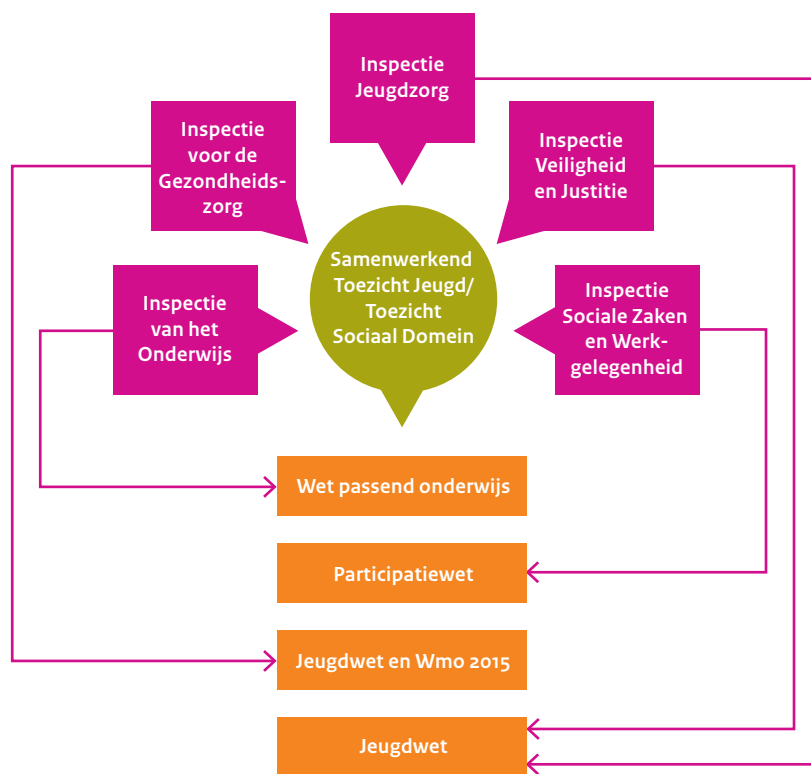 Inspectie
Jeugdzorg
Inspectie
voor de
Gezondheids-
zorg
Inspectie
Veiligheid
en Justitie
Samenwerkend
Toezicht Jeugd/
Toezicht
Sociaal Domein
Inspectie
van het
Onderwijs
Inspectie
Sociale Zaken
en Werk-
gelegenheid
Wet passend onderwijs
Participatiewet
Jeugdwet en Wmo 2015
Jeugdwet